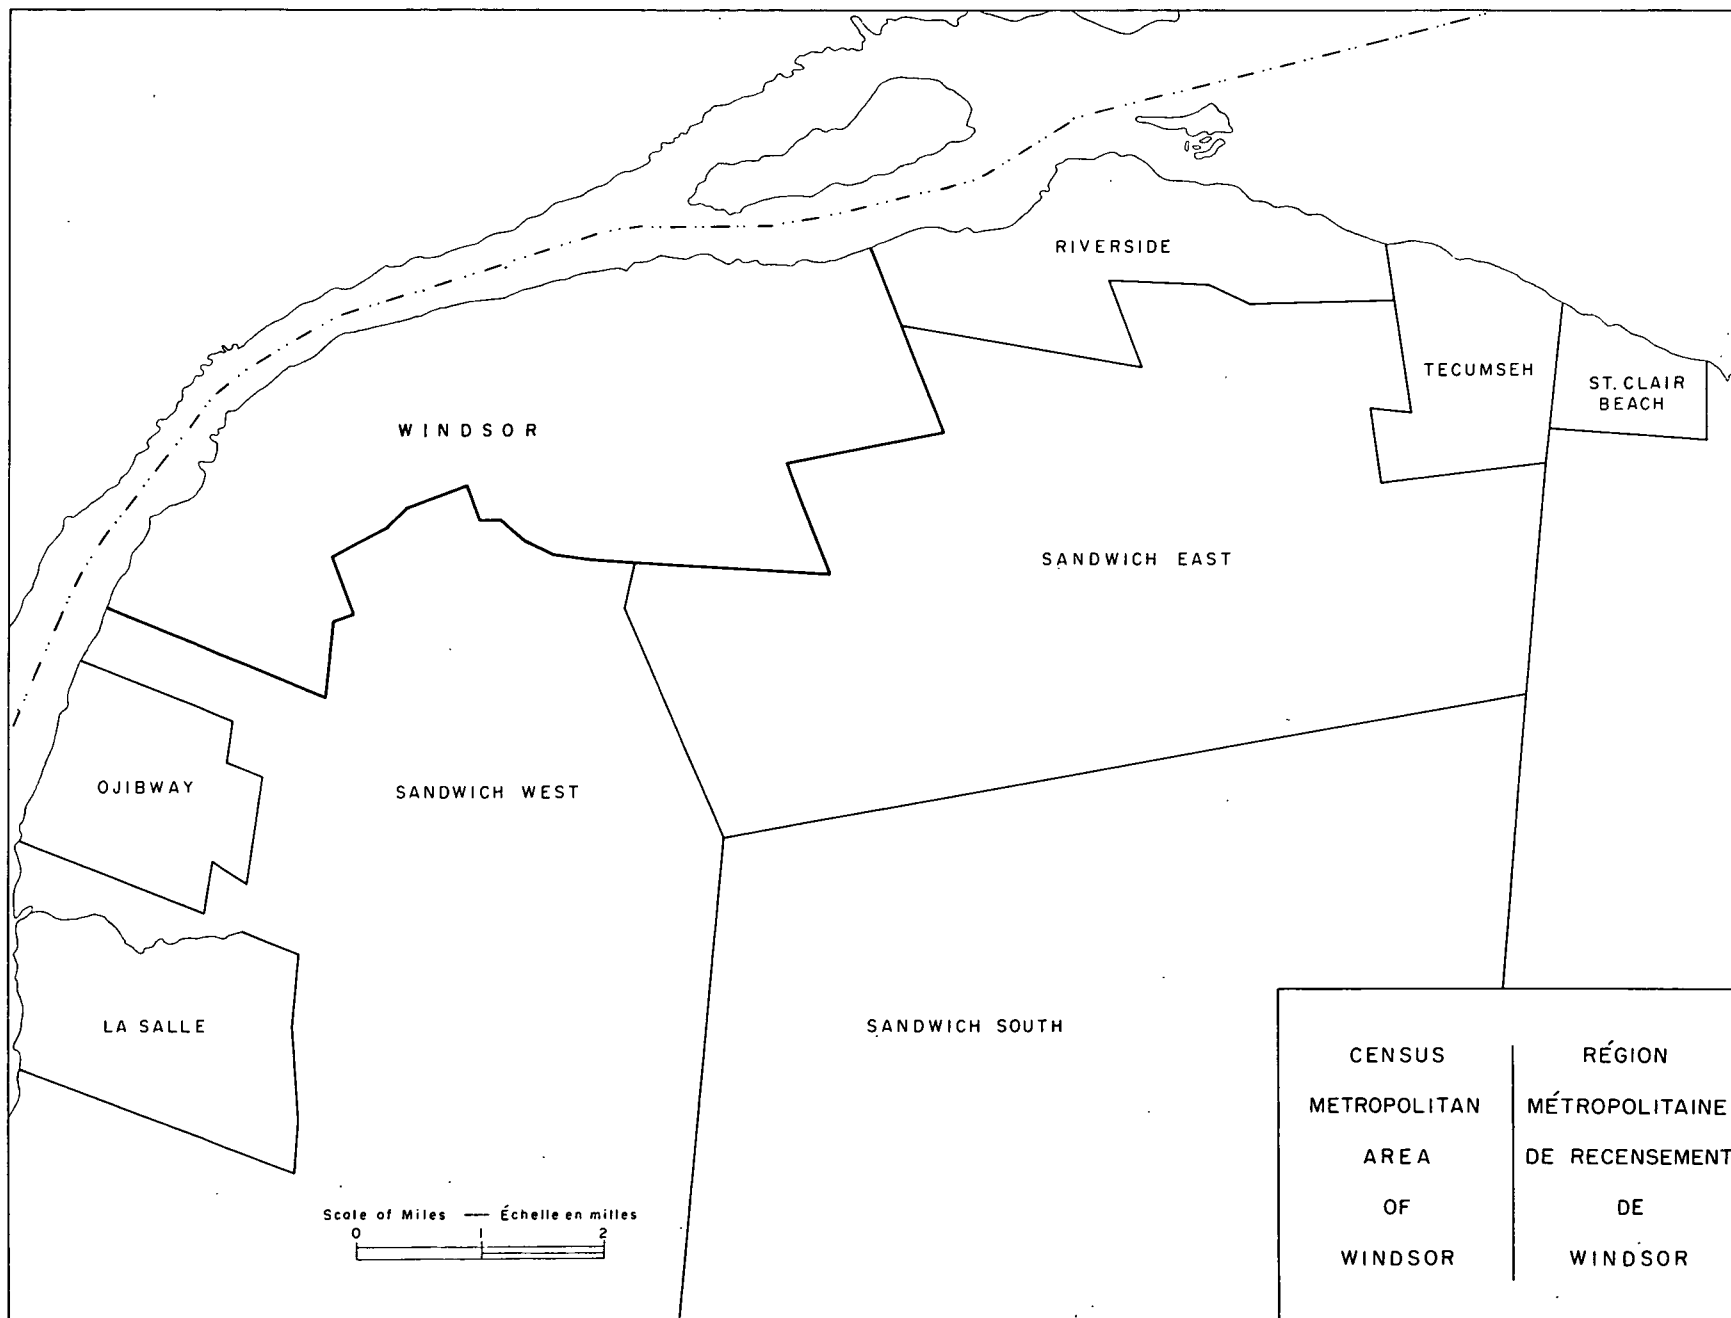 RIVERSIDE
TECUMSEH
ST. CLAIR
BEACH
WINDSOR
SANDWICH EAST
OJIBWAY
SANDWICH WEST
LA SALLE
SANDWICH SOUTH
Scale of Miles — Échelle en milles
0 1 2
CENSUS
METROPOLITAN
AREA
OF
WINDSOR
RÉGION
MÉTROPOLITAINE
DE RECENSEMENT
DE
WINDSOR